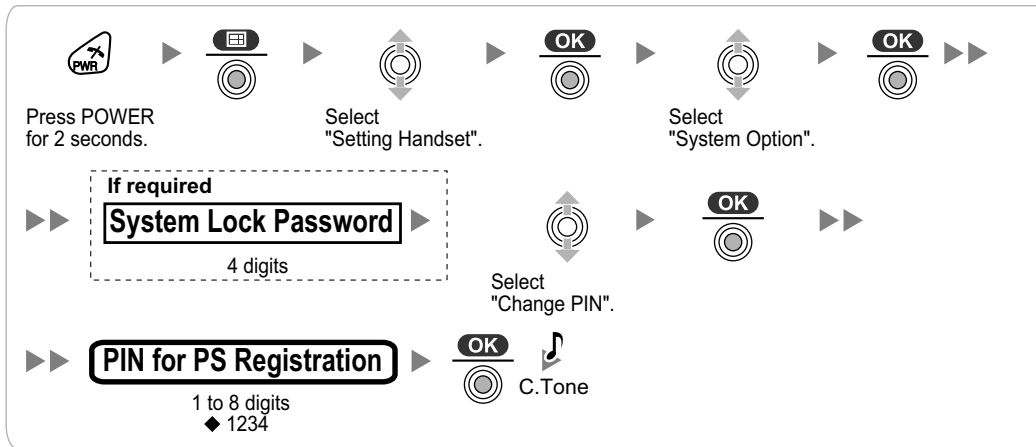 PWR
OK
OK
Press POWER
for 2 seconds.
Select
"Setting Handset".
Select
"System Option".
If required
System Lock Password
4 digits
OK
Select
"Change PIN".
PIN for PS Registration
1 to 8 digits
◆ 1234
OK
C.Tone